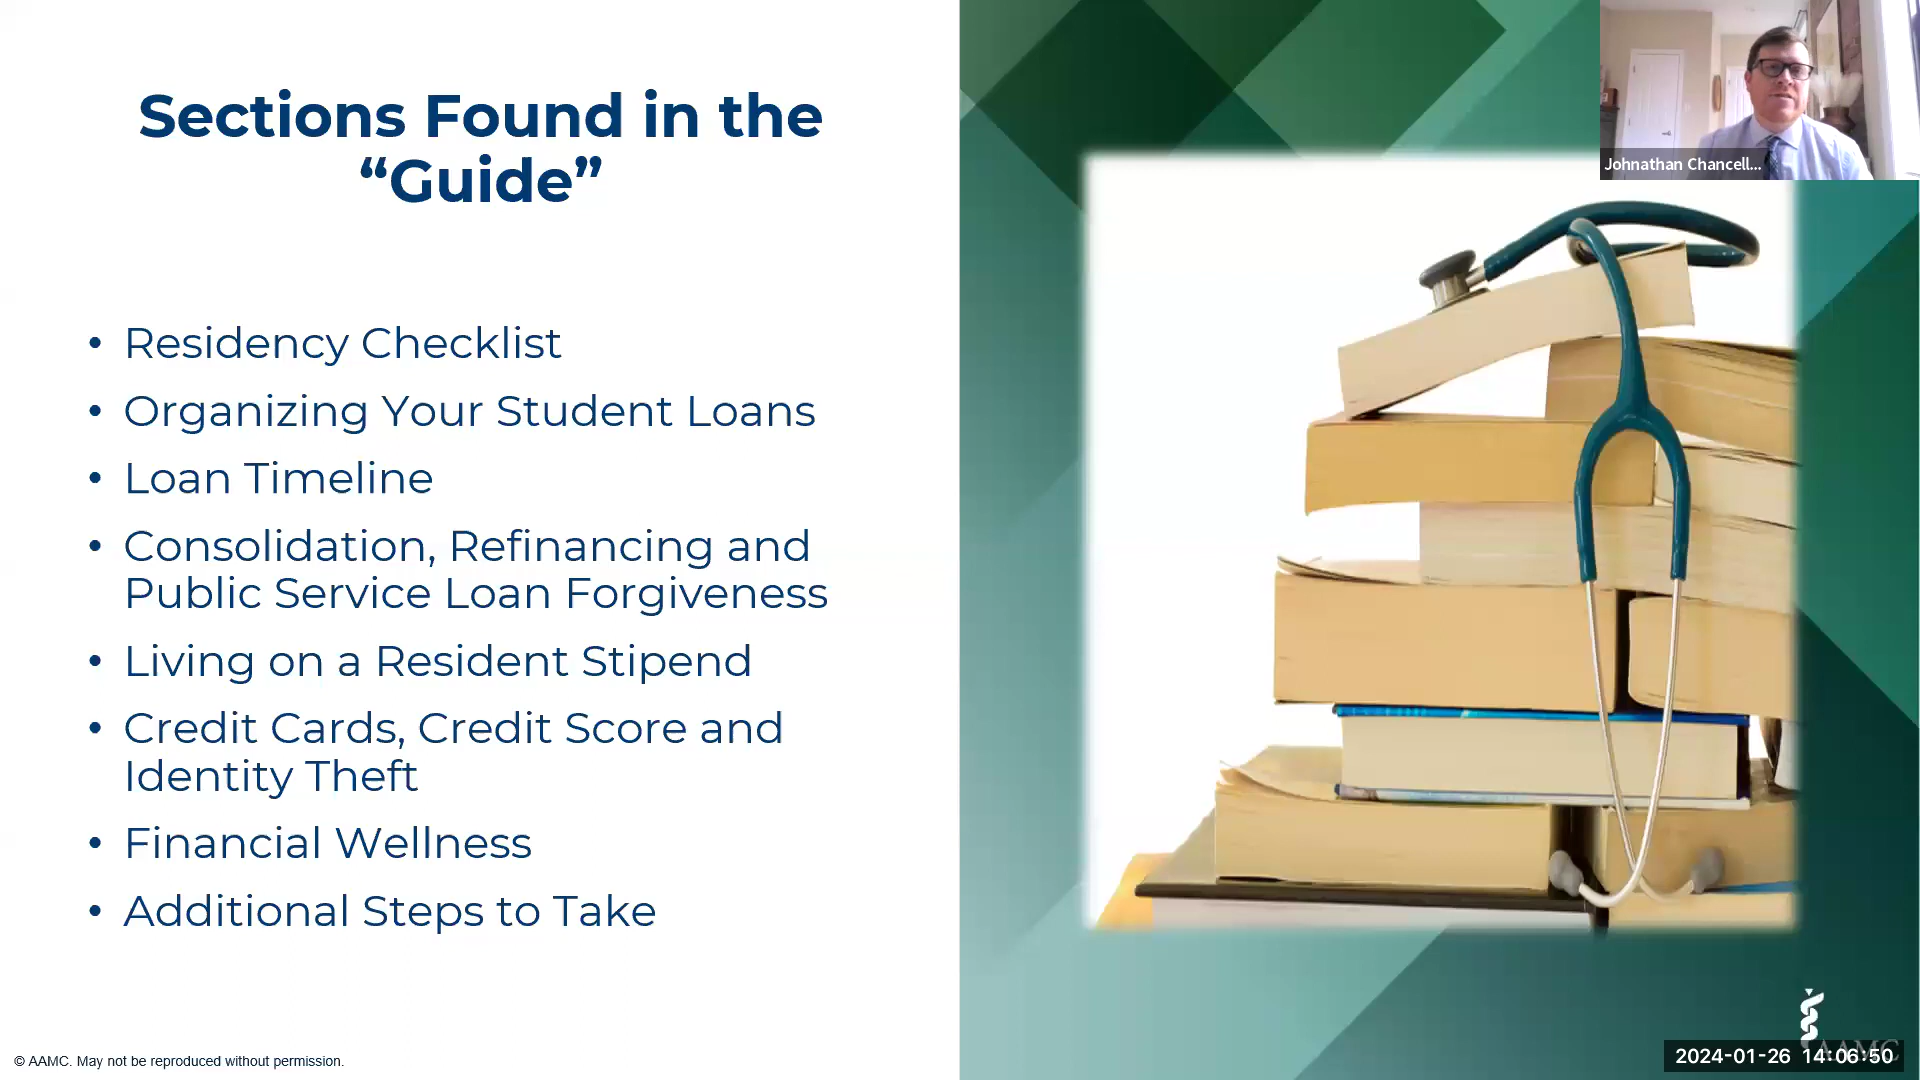 Sections Found in the
“Guide”
• Residency Checklist
• Organizing Your Student Loans
• Loan Timeline
• Consolidation, Refinancing and
Public Service Loan Forgiveness
• Living on a Resident Stipend
• Credit Cards, Credit Score and
Identity Theft
• Financial Wellness
• Additional Steps to Take
© AAMC. May not be reproduced without permission.
Johnathan Chancell...
AAMC
2024-01-26 14:06:50